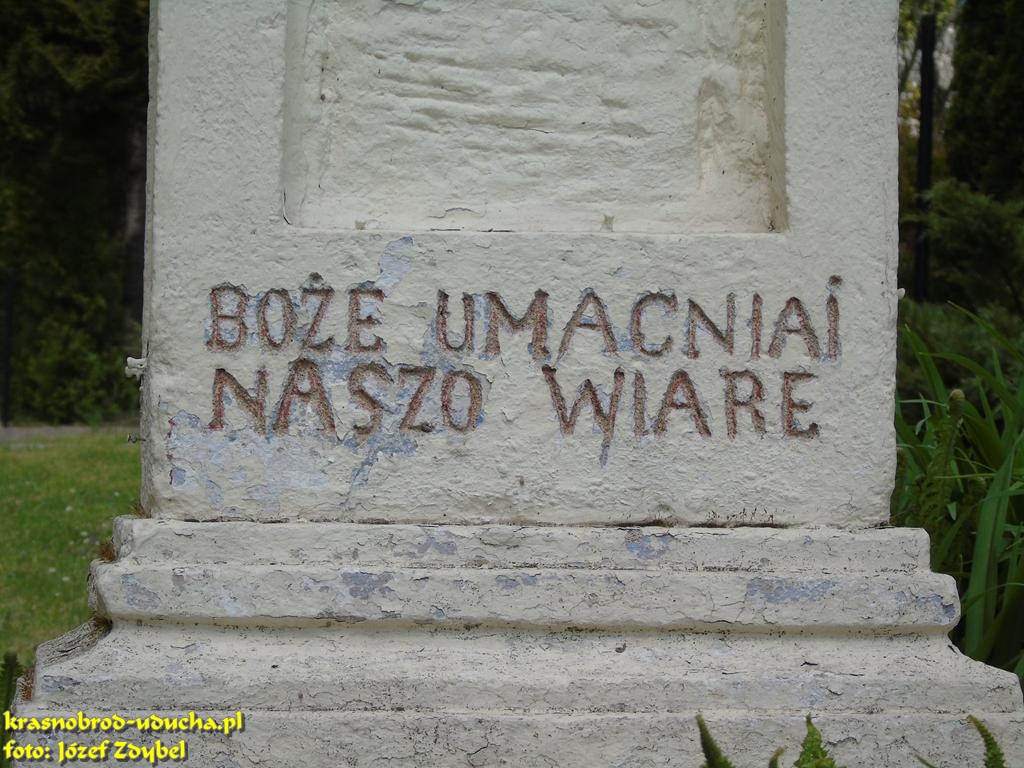 BOŻE UMACNIAİ
NASZO WIARE
krasnobrod-uducha.pl
foto: Józef Zdybel